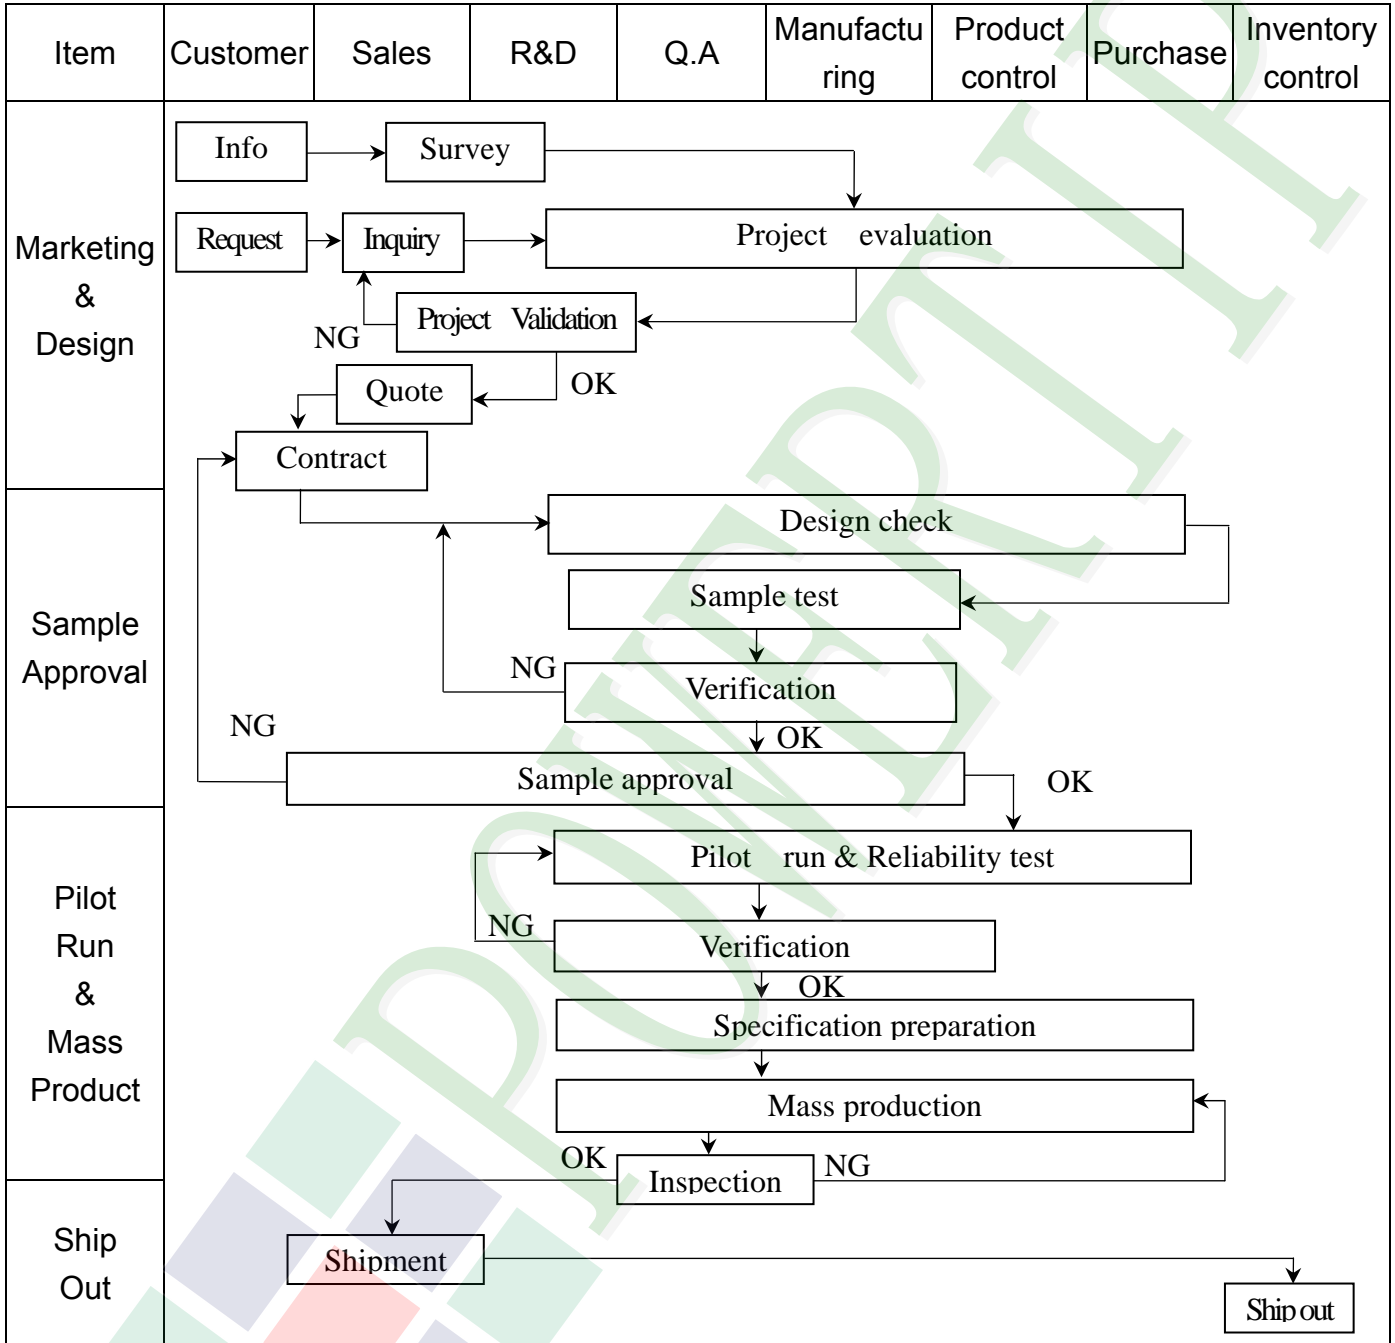 Item
Customer
Sales
R&D
Q.A
Manufactu
ring
Product
control
Purchase
Inventory
control
Marketing
&
Design
Info
Survey
Request
Inquiry
Project evaluation
NG
Project Validation
Quote
OK
Contract
Sample
Approval
Design check
Sample test
NG
Verification
NG
OK
Sample approval
OK
Pilot
Run
&
Mass
Product
Pilot run & Reliability test
NG
Verification
OK
Specification preparation
Mass production
OK
Inspection
NG
Ship
Out
Shipment
Ship out
POWERTIP